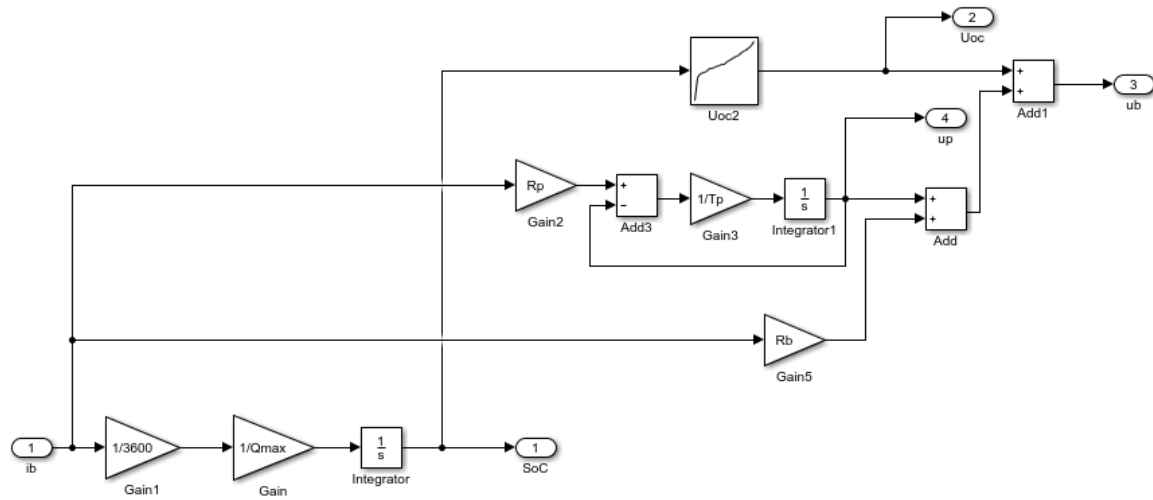 2
Uoc
Uoc2
+
+
Add1
3
ub
4
up
Rp
Gain2
+
−
Add3
1/Tp
Gain3
1
s
Integrator1
+
+
Add
Rb
Gain5
1
ib
1/3600
Gain1
1/Qmax
Gain
1
s
Integrator
1
SoC